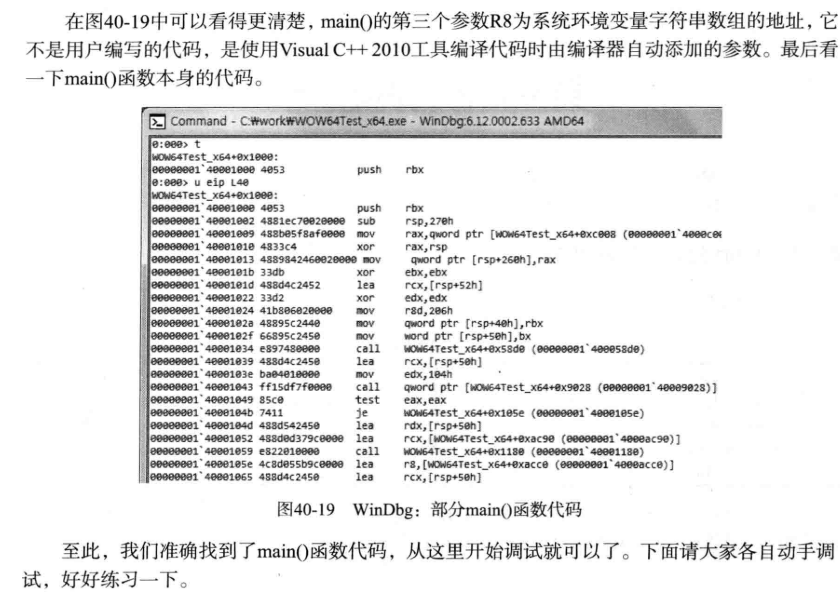 在图40-19中可以看得更清楚，main()的第三个参数R8为系统环境变量字符串数组的地址，它
不是用户编写的代码，是使用Visual C++ 2010工具编译代码时由编译器自动添加的参数。最后看
一下main()函数本身的代码。
Command - C:₩work₩WOW64Test_x64.exe - WinDbg:6.12.0002.633 AMD64
0:000> t
WOW64Test_x64+0x1000:
00000001`40001000 4053 push rbx
0:000> u eip L40
WOW64Test_x64+0x1000:
00000001`40001000 4053 push rbx
00000001`40001002 4881ec70020000 sub rsp,270h
00000001`40001009 488b05f8af0000 mov rax,qword ptr [WOW64Test_x64+0xc008 (00000001`4000c00
00000001`40001010 4833c4 xor rax,rsp
00000001`40001013 4889842460020000 mov qword ptr [rsp+260h],rax
00000001`4000101b 33db xor ebx,ebx
00000001`4000101d 488d4c2452 lea rcx,[rsp+52h]
00000001`40001022 33d2 xor edx,edx
00000001`40001024 41b806020000 mov r8d,206h
00000001`4000102a 48895c2440 mov qword ptr [rsp+40h],rbx
00000001`4000102f 66895c2450 mov word ptr [rsp+50h],bx
00000001`40001034 e897480000 call WOW64Test_x64+0x58d0 (00000001`400058d0)
00000001`40001039 488d4c2450 lea rcx,[rsp+50h]
00000001`4000103e ba04010000 mov edx,104h
00000001`40001043 ff15df7f0000 call qword ptr [WOW64Test_x64+0x9028 (00000001`40009028)]
00000001`40001049 85c0 test eax,eax
00000001`4000104b 7411 je WOW64Test_x64+0x105e (00000001`4000105e)
00000001`4000104d 488d542450 lea rdx,[rsp+50h]
00000001`40001052 488d0d379c0000 lea rcx,[WOW64Test_x64+0xac90 (00000001`4000ac90)]
00000001`40001059 e822010000 call WOW64Test_x64+0x1180 (00000001`40001180)
00000001`4000105e 4c8d055b9c0000 lea r8,[WOW64Test_x64+0xacc0 (00000001`4000acc0)]
00000001`40001065 488d4c2450 lea rcx,[rsp+50h]
图40-19 WinDbg：部分main()函数代码
至此，我们准确找到了main()函数代码，从这里开始调试就可以了。下面请大家各自动手调
试，好好练习一下。